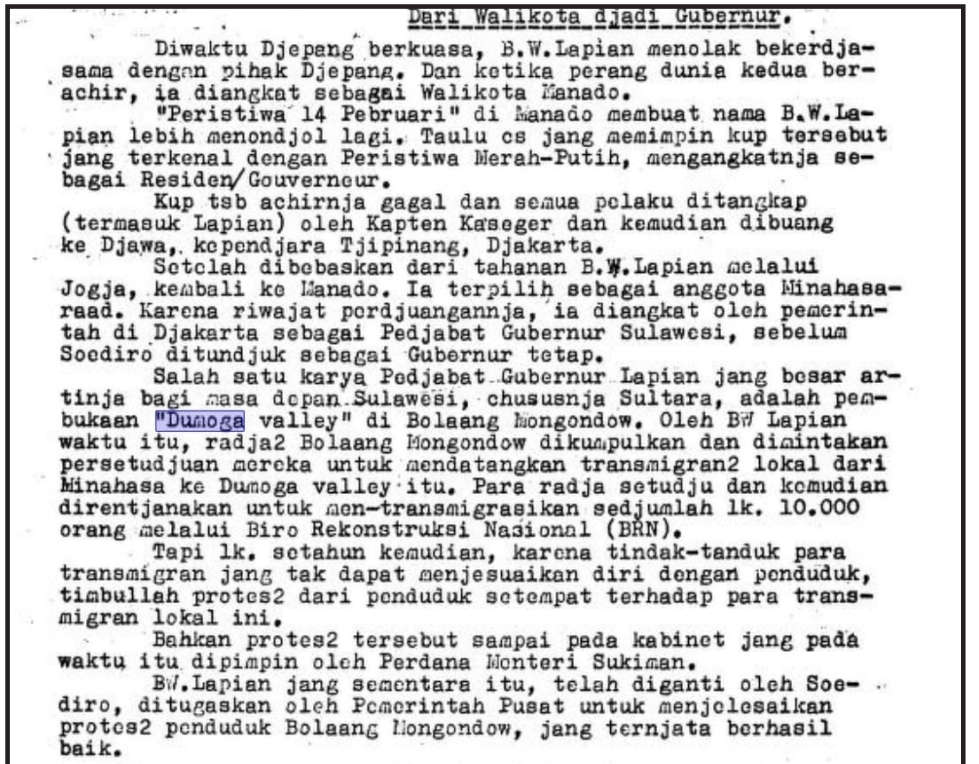 Dari Walikota djadi Gubernur.
Diwaktu Djepang berkuasa, B.W.Lapian menolak bekerdja-
sama dengan pihak Djepang. Dan ketika perang dunia kedua ber-
achir, ia diangkat sebagai Walikota Manado.
"Peristiwa 14 Pebruari" di Manado membuat nama B.W.La-
pian lebih menondjol lagi. Taulu cs jang memimpin kup tersebut
jang terkenal dengan Peristiwa Merah-Putih, mengangkatnja se-
bagai Residen/Gouverneur.
Kup tsb achirnja gagal dan semua pelaku ditangkap
(termasuk Lapian) oleh Kapten Kaseger dan kemudian dibuang
ke Djawa, kependjara Tjipinang, Djakarta.
Setelah dibebaskan dari tahanan B.W.Lapian melalui
Jogja, kembali ke Manado. Ia terpilih sebagai anggota Minahasa-
raad. Karena riwajat perdjuangannja, ia diangkat oleh pemerin-
tah di Djakarta sebagai Pedjabat Gubernur Sulawesi, sebelum
Soediro ditundjuk sebagai Gubernur tetap.
Salah satu karya Pedjabat Gubernur Lapian jang besar ar-
tinja bagi masa depan Sulawesi, chususnja Sultara, adalah pem-
bukaan "Dumoga valley" di Bolaang Mongondow. Oleh BW Lapian
waktu itu, radja2 Bolaang Mongondow dikumpulkan dan dimintakan
persetudjuan mereka untuk mendatangkan transmigran2 lokal dari
Minahasa ke Dumoga valley itu. Para radja setudju dan kemudian
direntjanakan untuk men-transmigrasikan sedjumlah lk. 10.000
orang melalui Biro Rekonstruksi Nasional (BRN).
Tapi lk. setahun kemudian, karena tindak-tanduk para
transmigran jang tak dapat menjesuaikan diri dengan penduduk,
timbullah protes2 dari penduduk setempat terhadap para trans-
migran lokal ini.
Bahkan protes2 tersebut sampai pada kabinet jang pada
waktu itu dipimpin oleh Perdana Menteri Sukiman.
BW.Lapian jang sementara itu, telah diganti oleh Soe-
diro, ditugaskan oleh Pemerintah Pusat untuk menjelesaikan
protes2 penduduk Bolaang Mongondow, jang ternjata berhasil
baik.